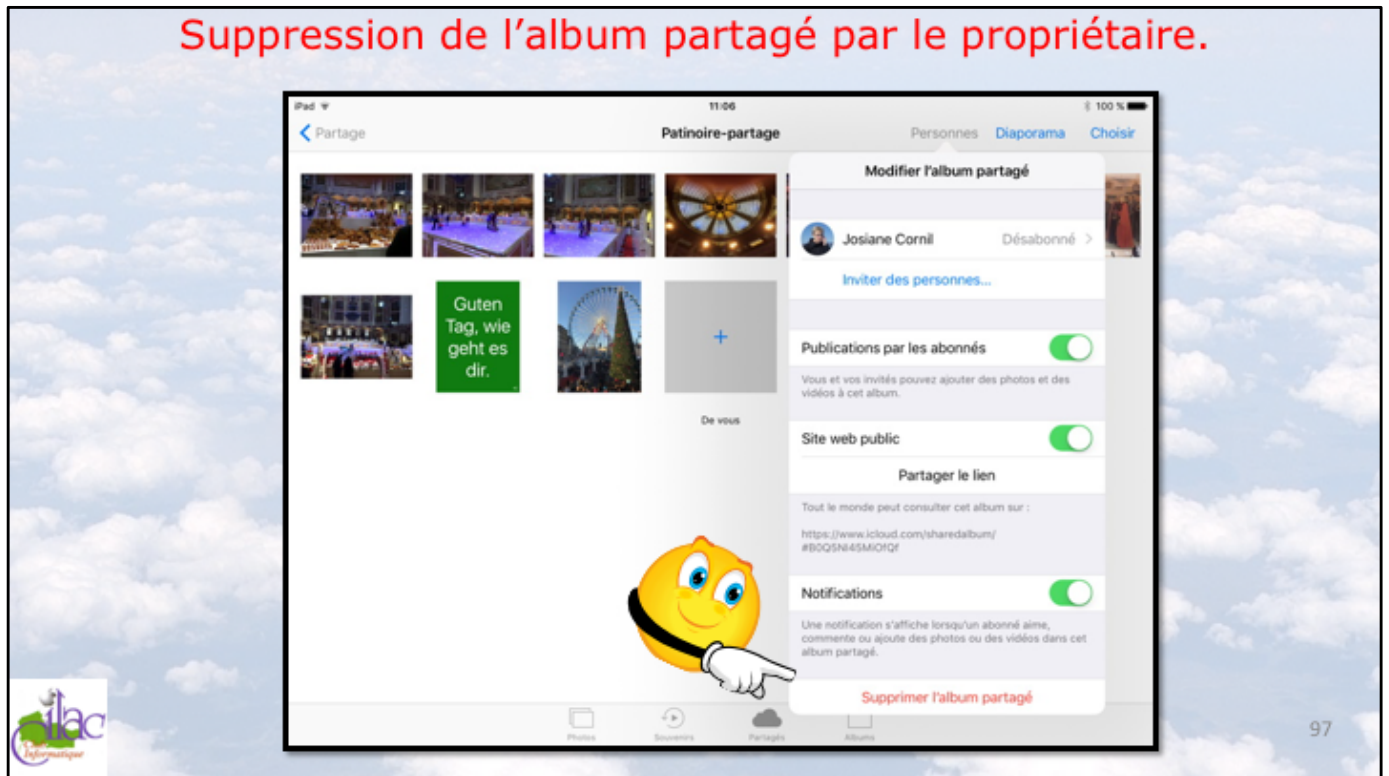 Suppression de l’album partagé par le propriétaire.
iPad
11:06
100 %
Partage
Patinoire-partage
Personnes Diaporama Choisir
Modifier l'album partagé
Josiane Cornil
Désabonné
Inviter des personnes...
Guten
Tag, wie
geht es
dir.
+
De vous
Publications par les abonnés
Vous et vos invités pouvez ajouter des photos et des
vidéos à cet album.
Site web public
Partager le lien
Tout le monde peut consulter cet album sur :
https://www.icloud.com/sharedalbum/
Notifications
Une notification s'affiche lorsqu'un abonné aime,
commente ou ajoute des photos ou des vidéos dans cet
album partagé.
Supprimer l'album partagé
Photos
Souvenirs
Partagés
Albums
Informatique
97